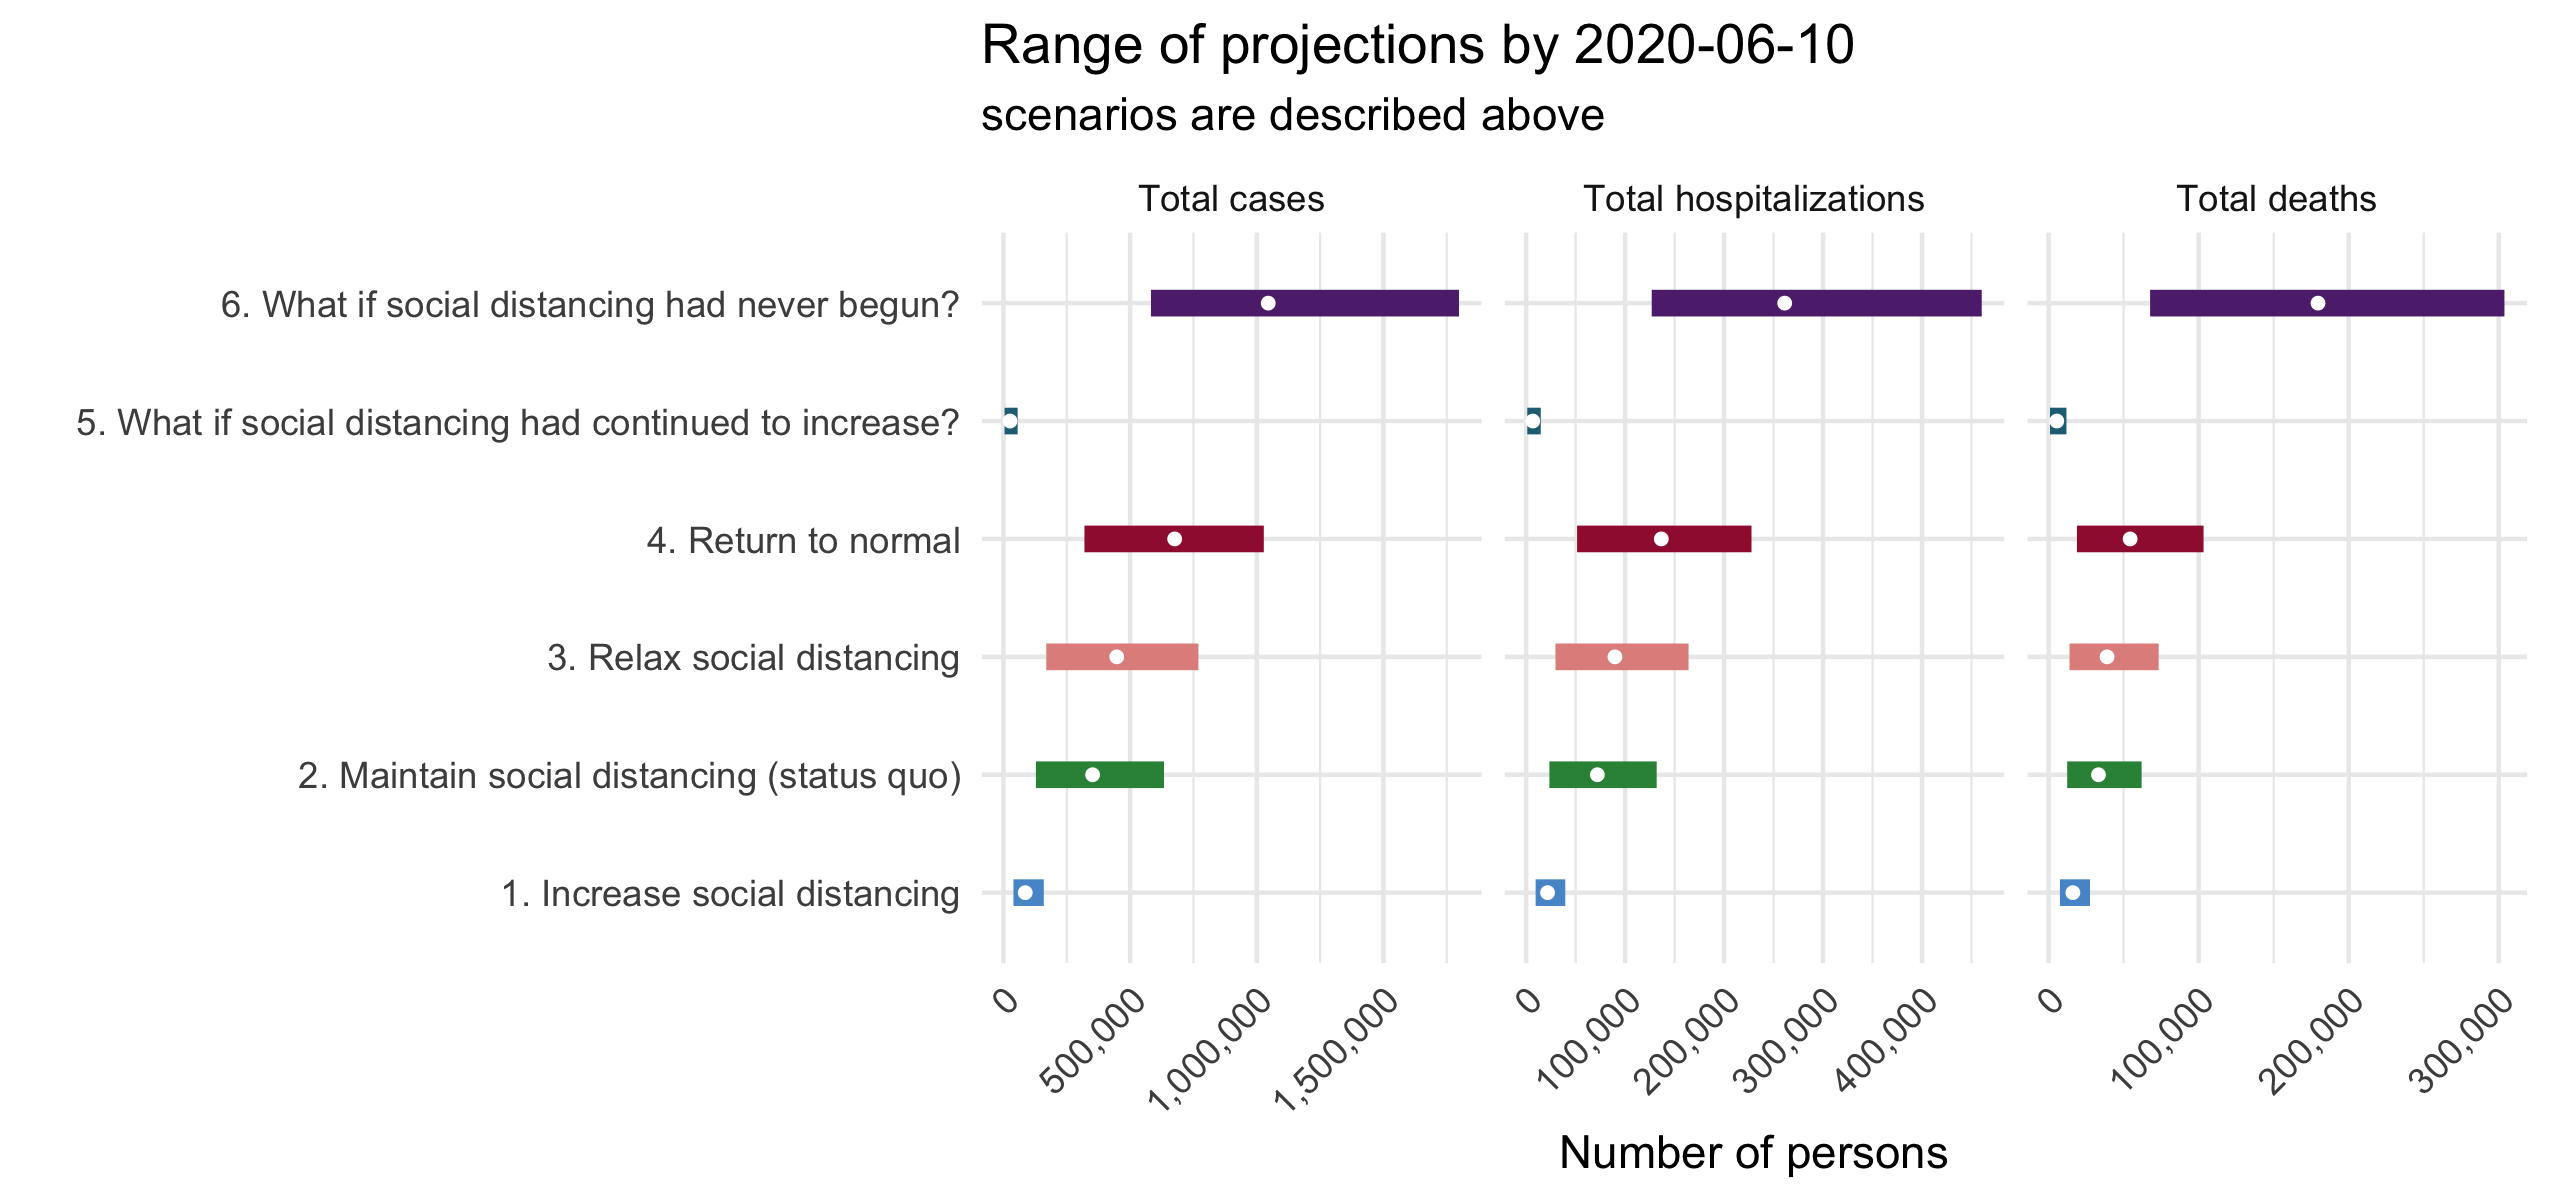 Range of projections by 2020-06-10
scenarios are described above
Total cases
Total hospitalizations
Total deaths
6. What if social distancing had never begun?
5. What if social distancing had continued to increase?
4. Return to normal
3. Relax social distancing
2. Maintain social distancing (status quo)
1. Increase social distancing
0
500,000
1,000,000
1,500,000
0
100,000
200,000
300,000
400,000
0
100,000
200,000
300,000
Number of persons